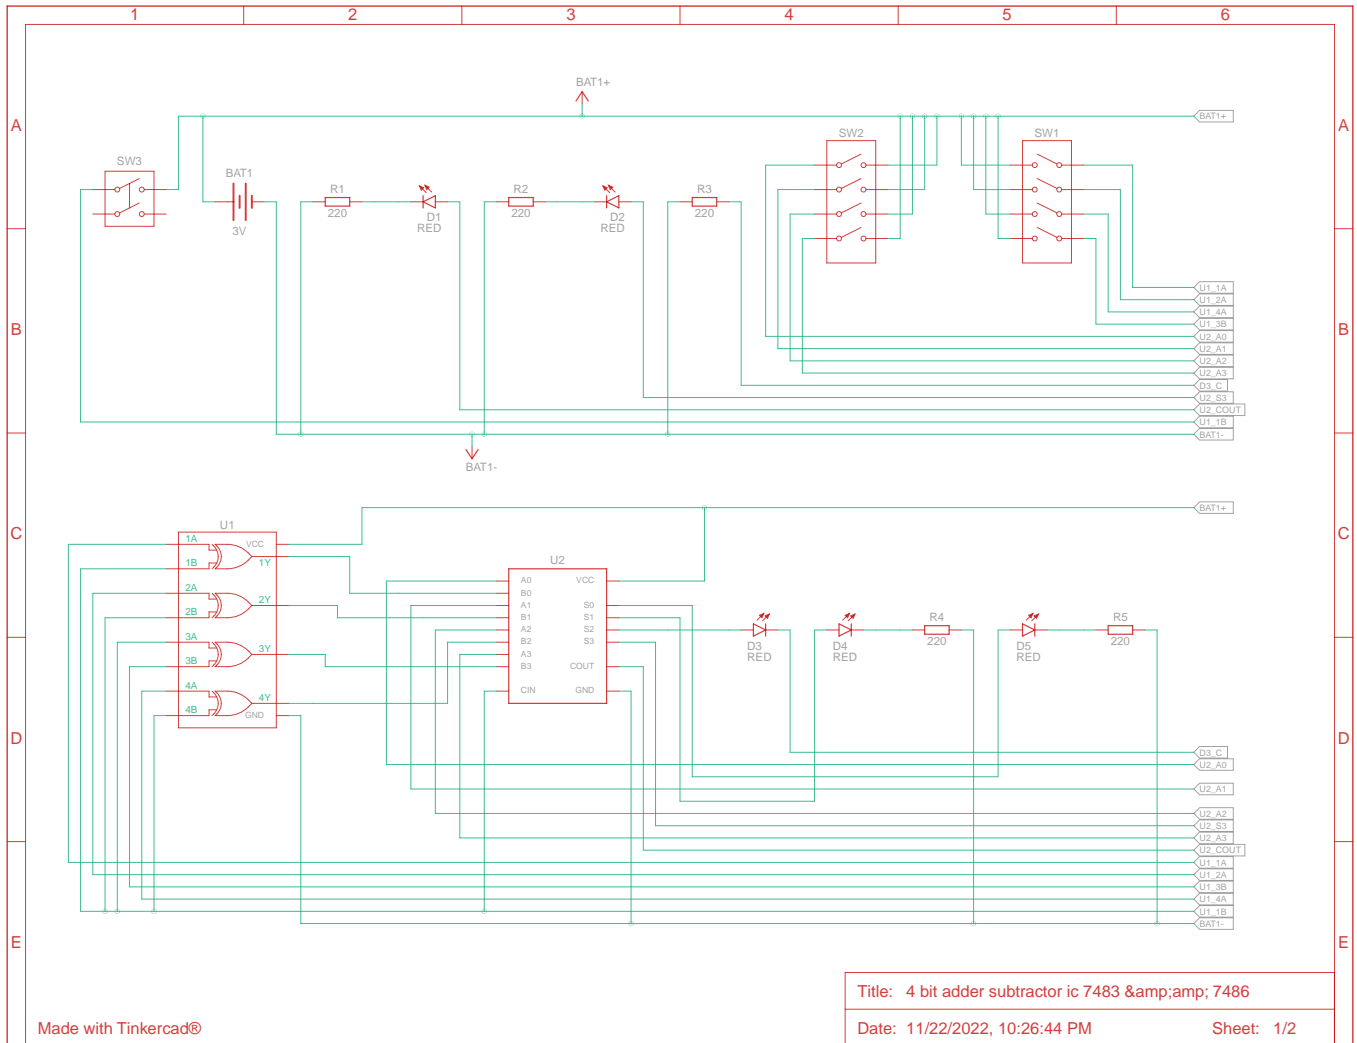 1 2 3 4 5 6
BAT1+
A A
BAT1+
SW3 SW2 SW1
BAT1 R1 R2 R3
220 D1 220 D2 220
3V RED RED
U1_1A
U1_2A
U1_4A
B U1_3B B
U2_A0
U2_A1
U2_A2
U2_A3
D3_C
U2_S3
U2_COUT
U1_1B
BAT1-
BAT1-
C BAT1+ C
U1
1A VCC
1B 1Y
2A 2Y
2B
3A 3Y
3B
4A 4Y
4B GND
U2
A0 VCC
B0
A1 S0
B1 S1
A2 S2
B2 S3
A3
B3 COUT
CIN GND
R4 R5
D3 D4 220 D5 220
RED RED RED
D D
D3_C
U2_A0
U2_A1
U2_A2
U2_S3
U2_A3
U2_COUT
U1_1A
U1_2A
U1_3B
U1_4A
U1_1B
BAT1-
E E
Title: 4 bit adder subtractor ic 7483 &amp;amp; 7486
Made with Tinkercad®
Date: 11/22/2022, 10:26:44 PM Sheet: 1/2